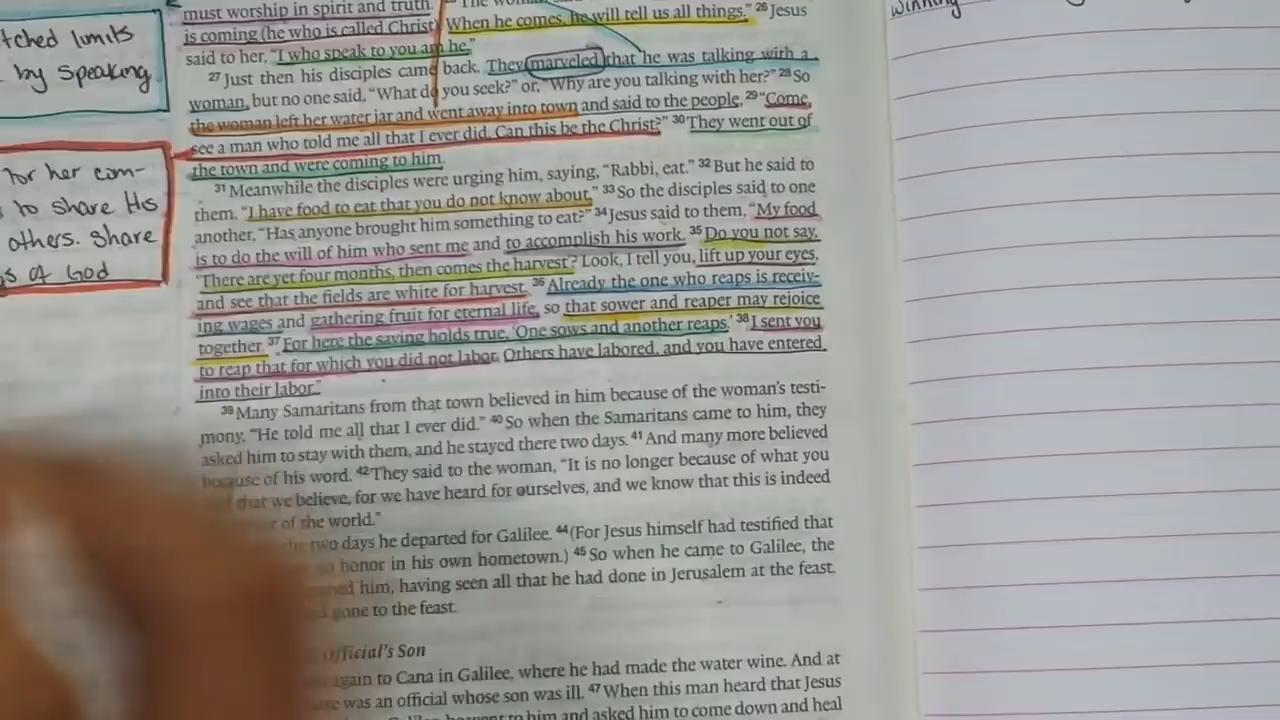 tched limits
by speaking
for her com-
to share His
others. share
of God
must worship in spirit and truth.
is coming (he who is called Christ). When he comes, he will tell us all things.” 26 Jesus
said to her, “I who speak to you am he.”
27 Just then his disciples came back. They marveled that he was talking with a
woman, but no one said, “What do you seek?” or, “Why are you talking with her?” 28 So
the woman left her water jar and went away into town and said to the people, 29 “Come,
see a man who told me all that I ever did. Can this be the Christ?” 30 They went out of
the town and were coming to him.
31 Meanwhile the disciples were urging him, saying, “Rabbi, eat.” 32 But he said to
them, “I have food to eat that you do not know about.” 33 So the disciples said to one
another, “Has anyone brought him something to eat?” 34 Jesus said to them, “My food
is to do the will of him who sent me and to accomplish his work. 35 Do you not say,
‘There are yet four months, then comes the harvest’? Look, I tell you, lift up your eyes,
and see that the fields are white for harvest. 36 Already the one who reaps is receiv-
ing wages and gathering fruit for eternal life, so that sower and reaper may rejoice
together. 37 For here the saying holds true, ‘One sows and another reaps.’ 38 I sent you
to reap that for which you did not labor. Others have labored, and you have entered
into their labor.”
39 Many Samaritans from that town believed in him because of the woman’s testi-
mony, “He told me all that I ever did.” 40 So when the Samaritans came to him, they
asked him to stay with them, and he stayed there two days. 41 And many more believed
because of his word. 42 They said to the woman, “It is no longer because of what you
that we believe, for we have heard for ourselves, and we know that this is indeed
of the world.”
two days he departed for Galilee. 44 (For Jesus himself had testified that
honor in his own hometown.) 45 So when he came to Galilee, the
him, having seen all that he had done in Jerusalem at the feast.
gone to the feast.
Official’s Son
again to Cana in Galilee, where he had made the water wine. And at
was an official whose son was ill. 47 When this man heard that Jesus
to him and asked him to come down and heal
winning